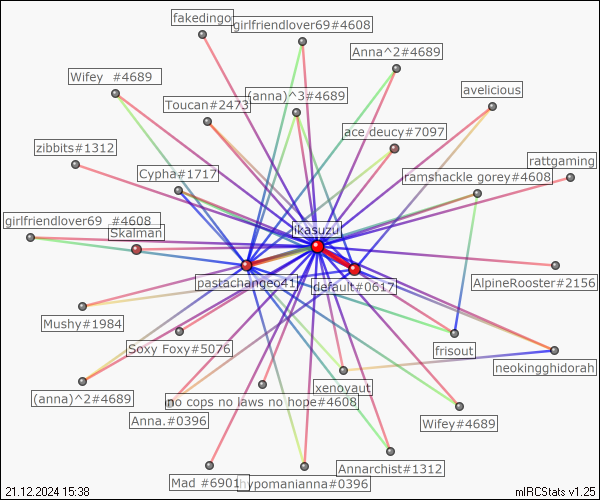 fakedingo
girlfriendlover69#4608
Anna^2#4689
Wifey_#4689
(anna)^3#4689
avelicious
Toucan#2473
ace deucy#7097
zibbits#1312
rattgaming
Cypha#1717
ramshackle gorey#4608
girlfriendlover69_.#4608
Skalman
ikasuzu
pastachangeo41
default#0617
AlpineRooster#2156
Mushy#1984
Soxy Foxy#5076
frisout
neokingghidorah
xenoyaut
(anna)^2#4689
no cops no laws no hope#4608
Anna.#0396
Wifey#4689
Annarchist#1312
Mad #6901
hypomanianna#0396
21.12.2024 15:38
mIRCStats v1.25